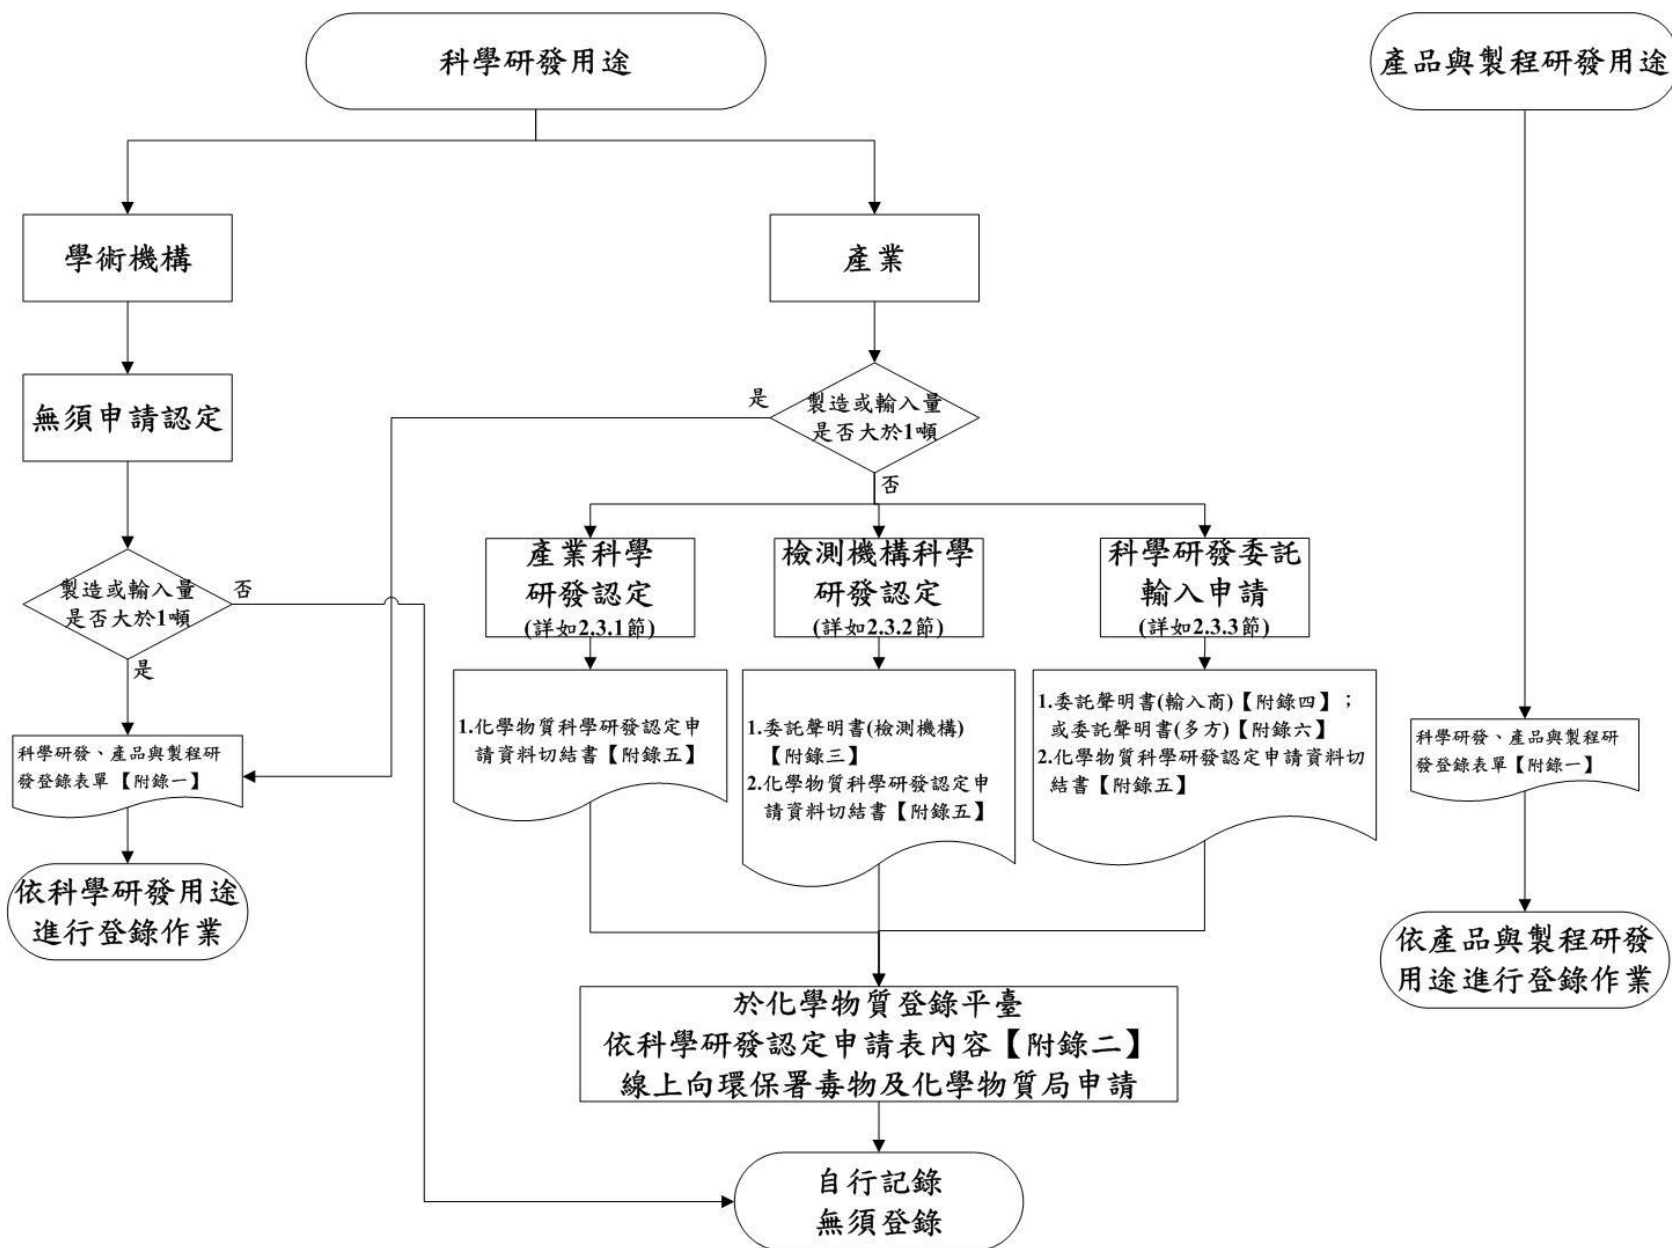 科學研發用途
產品與製程研發用途
學術機構
產業
無須申請認定
製造或輸入量
是否大於1噸
是
否
製造或輸入量
是否大於1噸
否
是
產業科學
研發認定
(詳如2.3.1節)
檢測機構科學
研發認定
(詳如2.3.2節)
科學研發委託
輸入申請
(詳如2.3.3節)
1.化學物質科學研發認定申
請資料切結書【附錄五】
1.委託聲明書(檢測機構)
【附錄三】
2.化學物質科學研發認定申
請資料切結書【附錄五】
1.委託聲明書(輸入商)【附錄四】；
或委託聲明書(多方)【附錄六】
2.化學物質科學研發認定申請資料切
結書【附錄五】
科學研發、產品與製程研
發登錄表單【附錄一】
科學研發、產品與製程研
發登錄表單【附錄一】
依科學研發用途
進行登錄作業
依產品與製程研發
用途進行登錄作業
於化學物質登錄平臺
依科學研發認定申請表內容【附錄二】
線上向環保署毒物及化學物質局申請
自行記錄
無須登錄